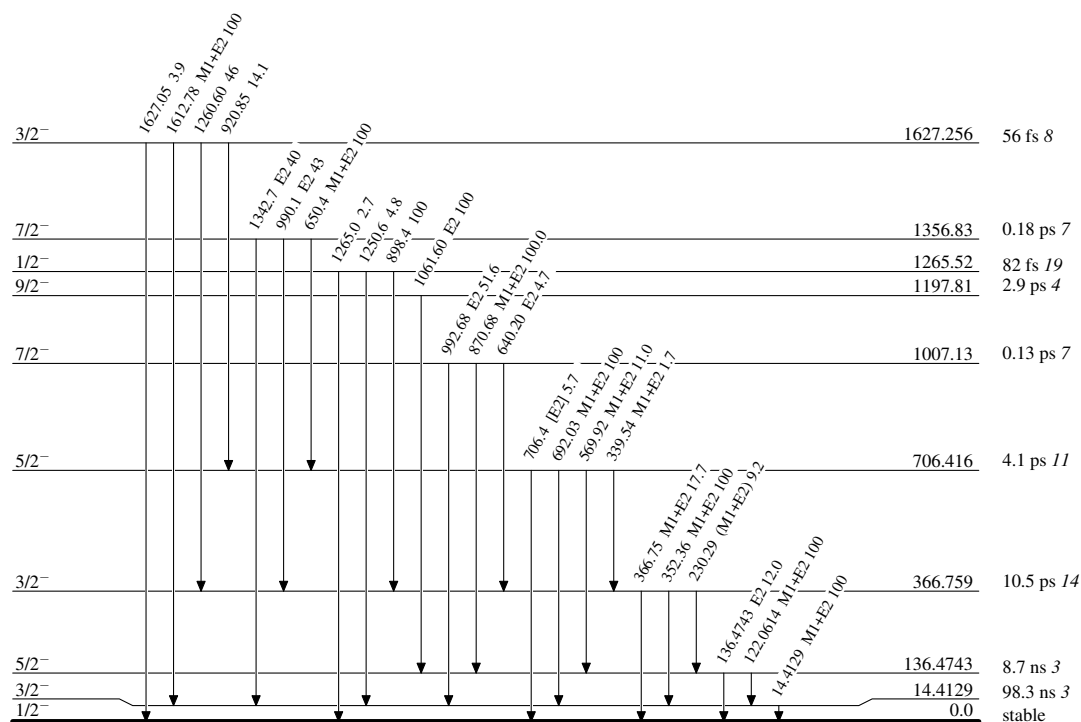 1627.05 3.9
1612.78 M1+E2 100
1260.60 46
920.85 14.1
3/2− 1627.256 56 fs 8
1342.7 E2 40
990.1 E2 43
650.4 M1+E2 100
7/2− 1356.83 0.18 ps 7
1265.0 2.7
1250.6 4.8
898.4 100
1/2− 1265.52 82 fs 19
1061.60 E2 100
9/2− 1197.81 2.9 ps 4
992.68 E2 51.6
870.68 M1+E2 100.0
640.20 E2 4.7
7/2− 1007.13 0.13 ps 7
706.4 [E2] 5.7
692.03 M1+E2 100
569.92 M1+E2 11.0
339.54 M1+E2 1.7
5/2− 706.416 4.1 ps 11
366.75 M1+E2 17.7
352.36 M1+E2 100
230.29 (M1+E2) 9.2
3/2− 366.759 10.5 ps 14
136.4743 E2 12.0
122.0614 M1+E2 100
5/2− 136.4743 8.7 ns 3
14.4129 M1+E2 100
3/2− 14.4129 98.3 ns 3
1/2− 0.0 stable